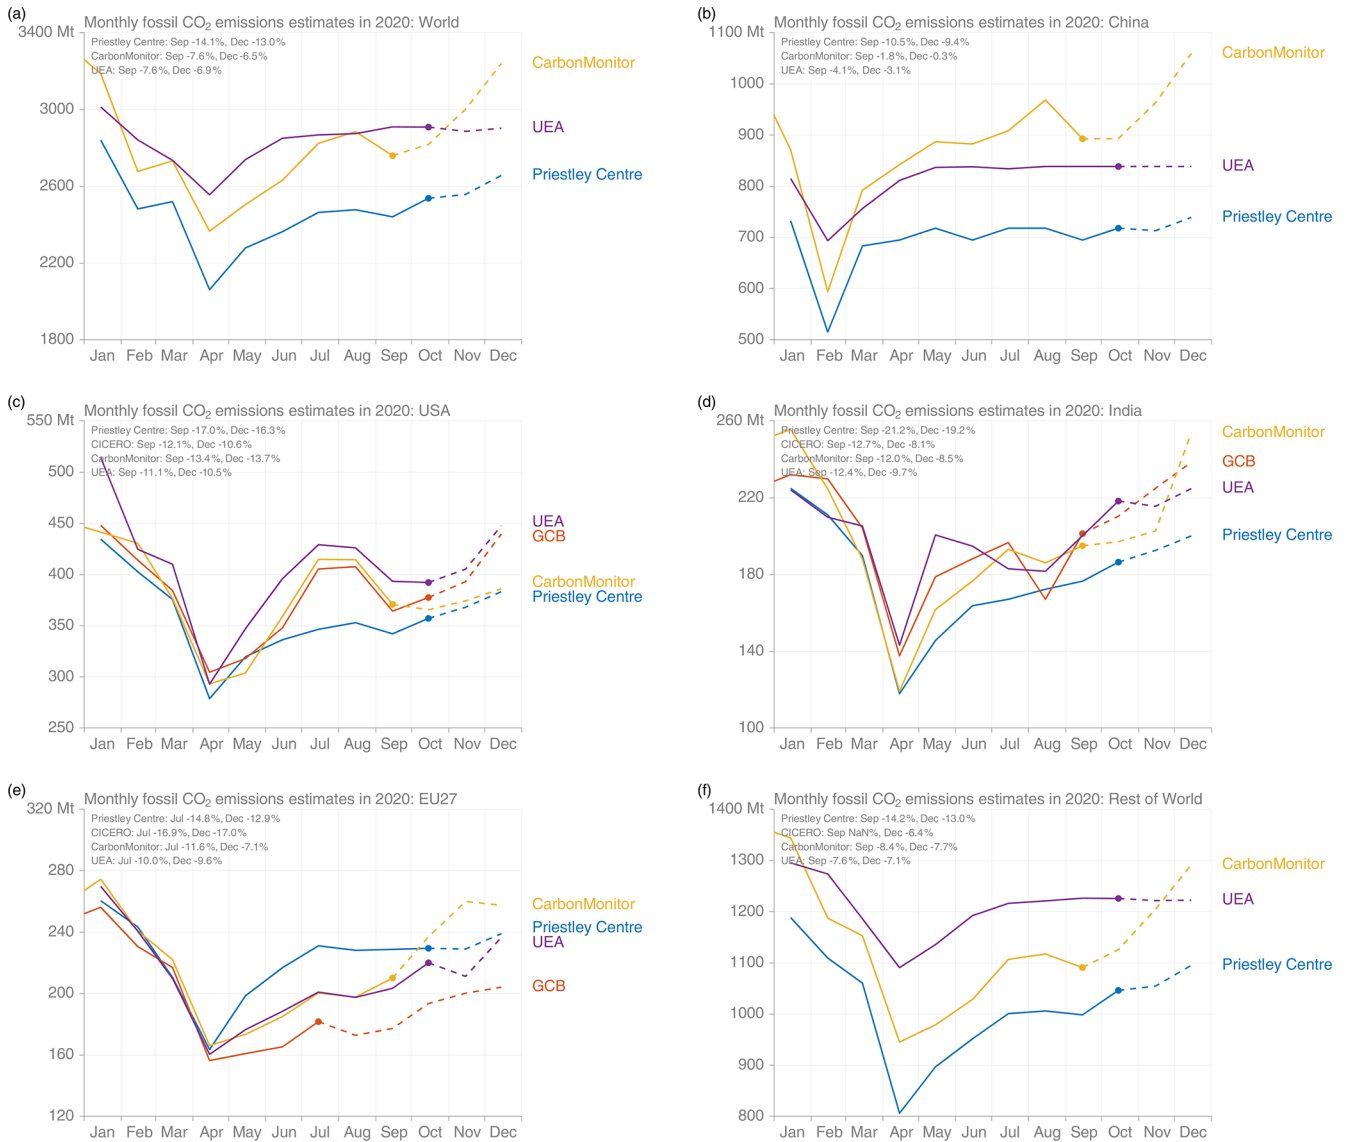 (a)
Monthly fossil CO2 emissions estimates in 2020: World
3400 Mt
Priestley Centre: Sep -14.1%, Dec -13.0%
CarbonMonitor: Sep -7.6%, Dec-6.5%
UEA: Sep -7.6%, Dec -6.9%
3000
2600
2200
1800
Jan Feb Mar Apr May Jun Jul Aug Sep Oct Nov Dec
CarbonMonitor
UEA
Priestley Centre
(b)
Monthly fossil CO2 emissions estimates in 2020: China
1100 Mt
Priestley Centre: Sep -10.5%, Dec -9.4%
CarbonMonitor: Sep -1.8%, Dec-0.3%
UEA: Sep -4.1%, Dec -3.1%
1000
900
800
700
600
500
Jan Feb Mar Apr May Jun Jul Aug Sep Oct Nov Dec
CarbonMonitor
UEA
Priestley Centre
(c)
Monthly fossil CO2 emissions estimates in 2020: USA
550 Mt
Priestley Centre: Sep -17.0%, Dec -16.3%
CICERO: Sep -12.1%, Dec -10.6%
CarbonMonitor: Sep -13.4%, Dec -13.7%
UEA: Sep -11.1%, Dec -10.5%
500
450
400
350
300
250
Jan Feb Mar Apr May Jun Jul Aug Sep Oct Nov Dec
UEA
GCB
CarbonMonitor
Priestley Centre
(d)
Monthly fossil CO2 emissions estimates in 2020: India
260 Mt
Priestley Centre: Sep -21.2%, Dec -19.2%
CICERO: Sep -12.7%, Dec -8.1%
CarbonMonitor: Sep -12.0%, Dec -8.5%
UEA: Sep -12.4%, Dec -9.7%
220
180
140
100
Jan Feb Mar Apr May Jun Jul Aug Sep Oct Nov Dec
CarbonMonitor
GCB
UEA
Priestley Centre
(e)
Monthly fossil CO2 emissions estimates in 2020: EU27
320 Mt
Priestley Centre: Jul -14.8%, Dec -12.9%
CICERO: Jul -16.9%, Dec -17.0%
CarbonMonitor: Jul -11.6%, Dec -7.1%
UEA: Jul -10.0%, Dec -9.6%
280
240
200
160
120
Jan Feb Mar Apr May Jun Jul Aug Sep Oct Nov Dec
CarbonMonitor
Priestley Centre
UEA
GCB
(f)
Monthly fossil CO2 emissions estimates in 2020: Rest of World
1400 Mt
Priestley Centre: Sep -14.2%, Dec -13.0%
CICERO: Sep NaN%, Dec -6.4%
CarbonMonitor: Sep -8.4%, Dec -7.7%
UEA: Sep -7.6%, Dec -7.1%
1300
1200
1100
1000
900
800
Jan Feb Mar Apr May Jun Jul Aug Sep Oct Nov Dec
CarbonMonitor
UEA
Priestley Centre